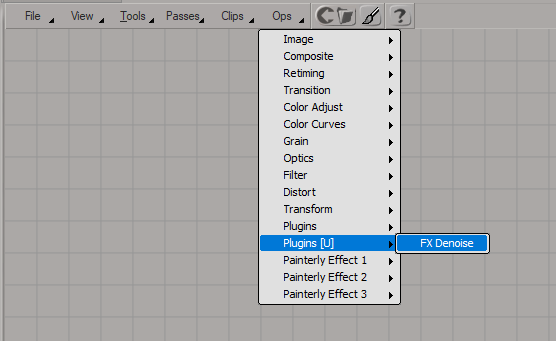 File View Tools Passes Clips Ops ?
Image
Composite
Retiming
Transition
Color Adjust
Color Curves
Grain
Optics
Filter
Distort
Transform
Plugins
Plugins [U] FX Denoise
Painterly Effect 1
Painterly Effect 2
Painterly Effect 3